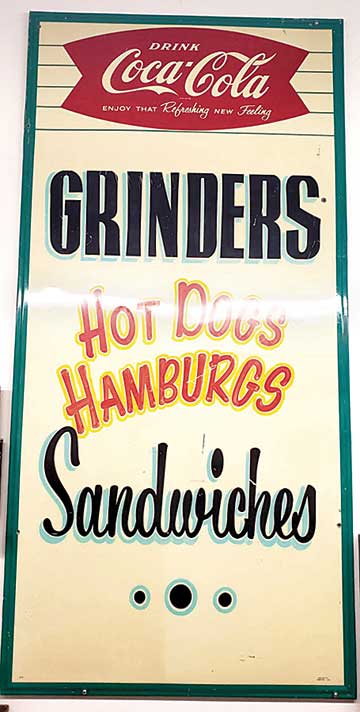 DRINK
Coca-Cola
ENJOY THAT Refreshing NEW Feeling
GRINDERS
HOT DOGS
HAMBURGS
Sandwiches